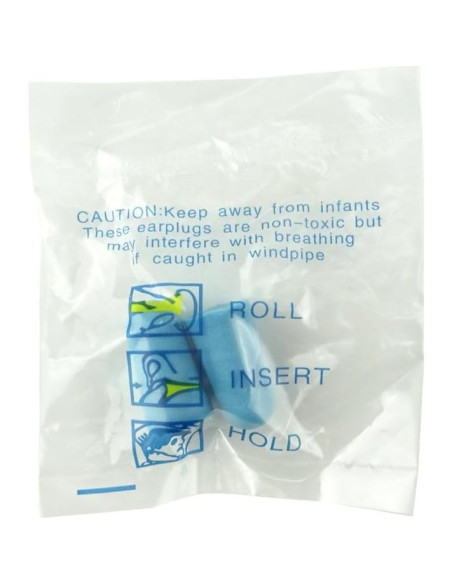 CAUTION:Keep away from infants
These earplugs are non-toxic but
may interfere with breathing
if caught in windpipe
ROLL
INSERT
HOLD